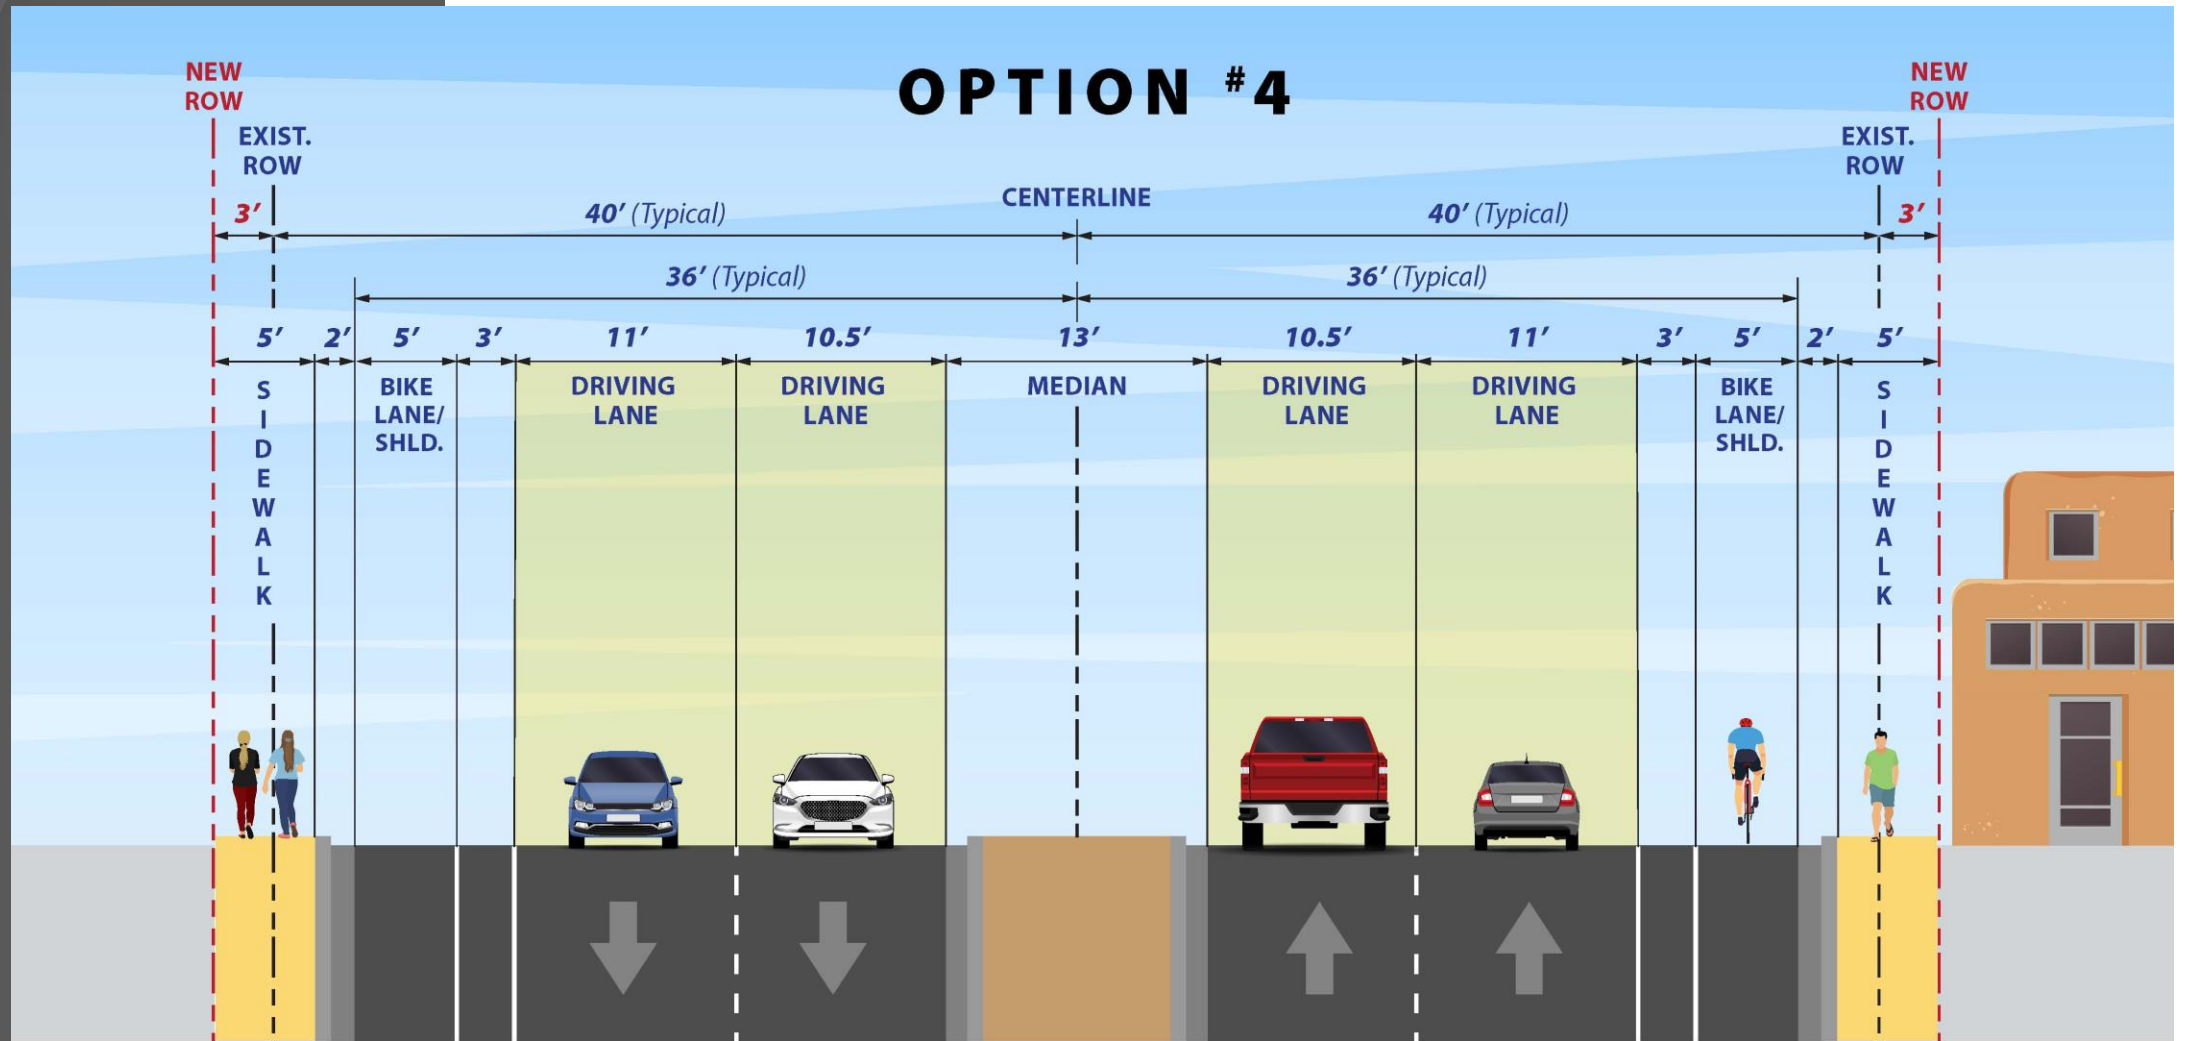 OPTION #4
NEW
ROW
NEW
ROW
EXIST.
ROW
EXIST.
ROW
CENTERLINE
3′
40′ (Typical)
40′ (Typical)
3′
36′ (Typical)
36′ (Typical)
5′ 2′ 5′ 3′ 11′ 10.5′ 13′ 10.5′ 11′ 3′ 5′ 2′ 5′
SIDEWALK
BIKE
LANE/
SHLD.
DRIVING
LANE
DRIVING
LANE
MEDIAN
DRIVING
LANE
DRIVING
LANE
BIKE
LANE/
SHLD.
SIDEWALK